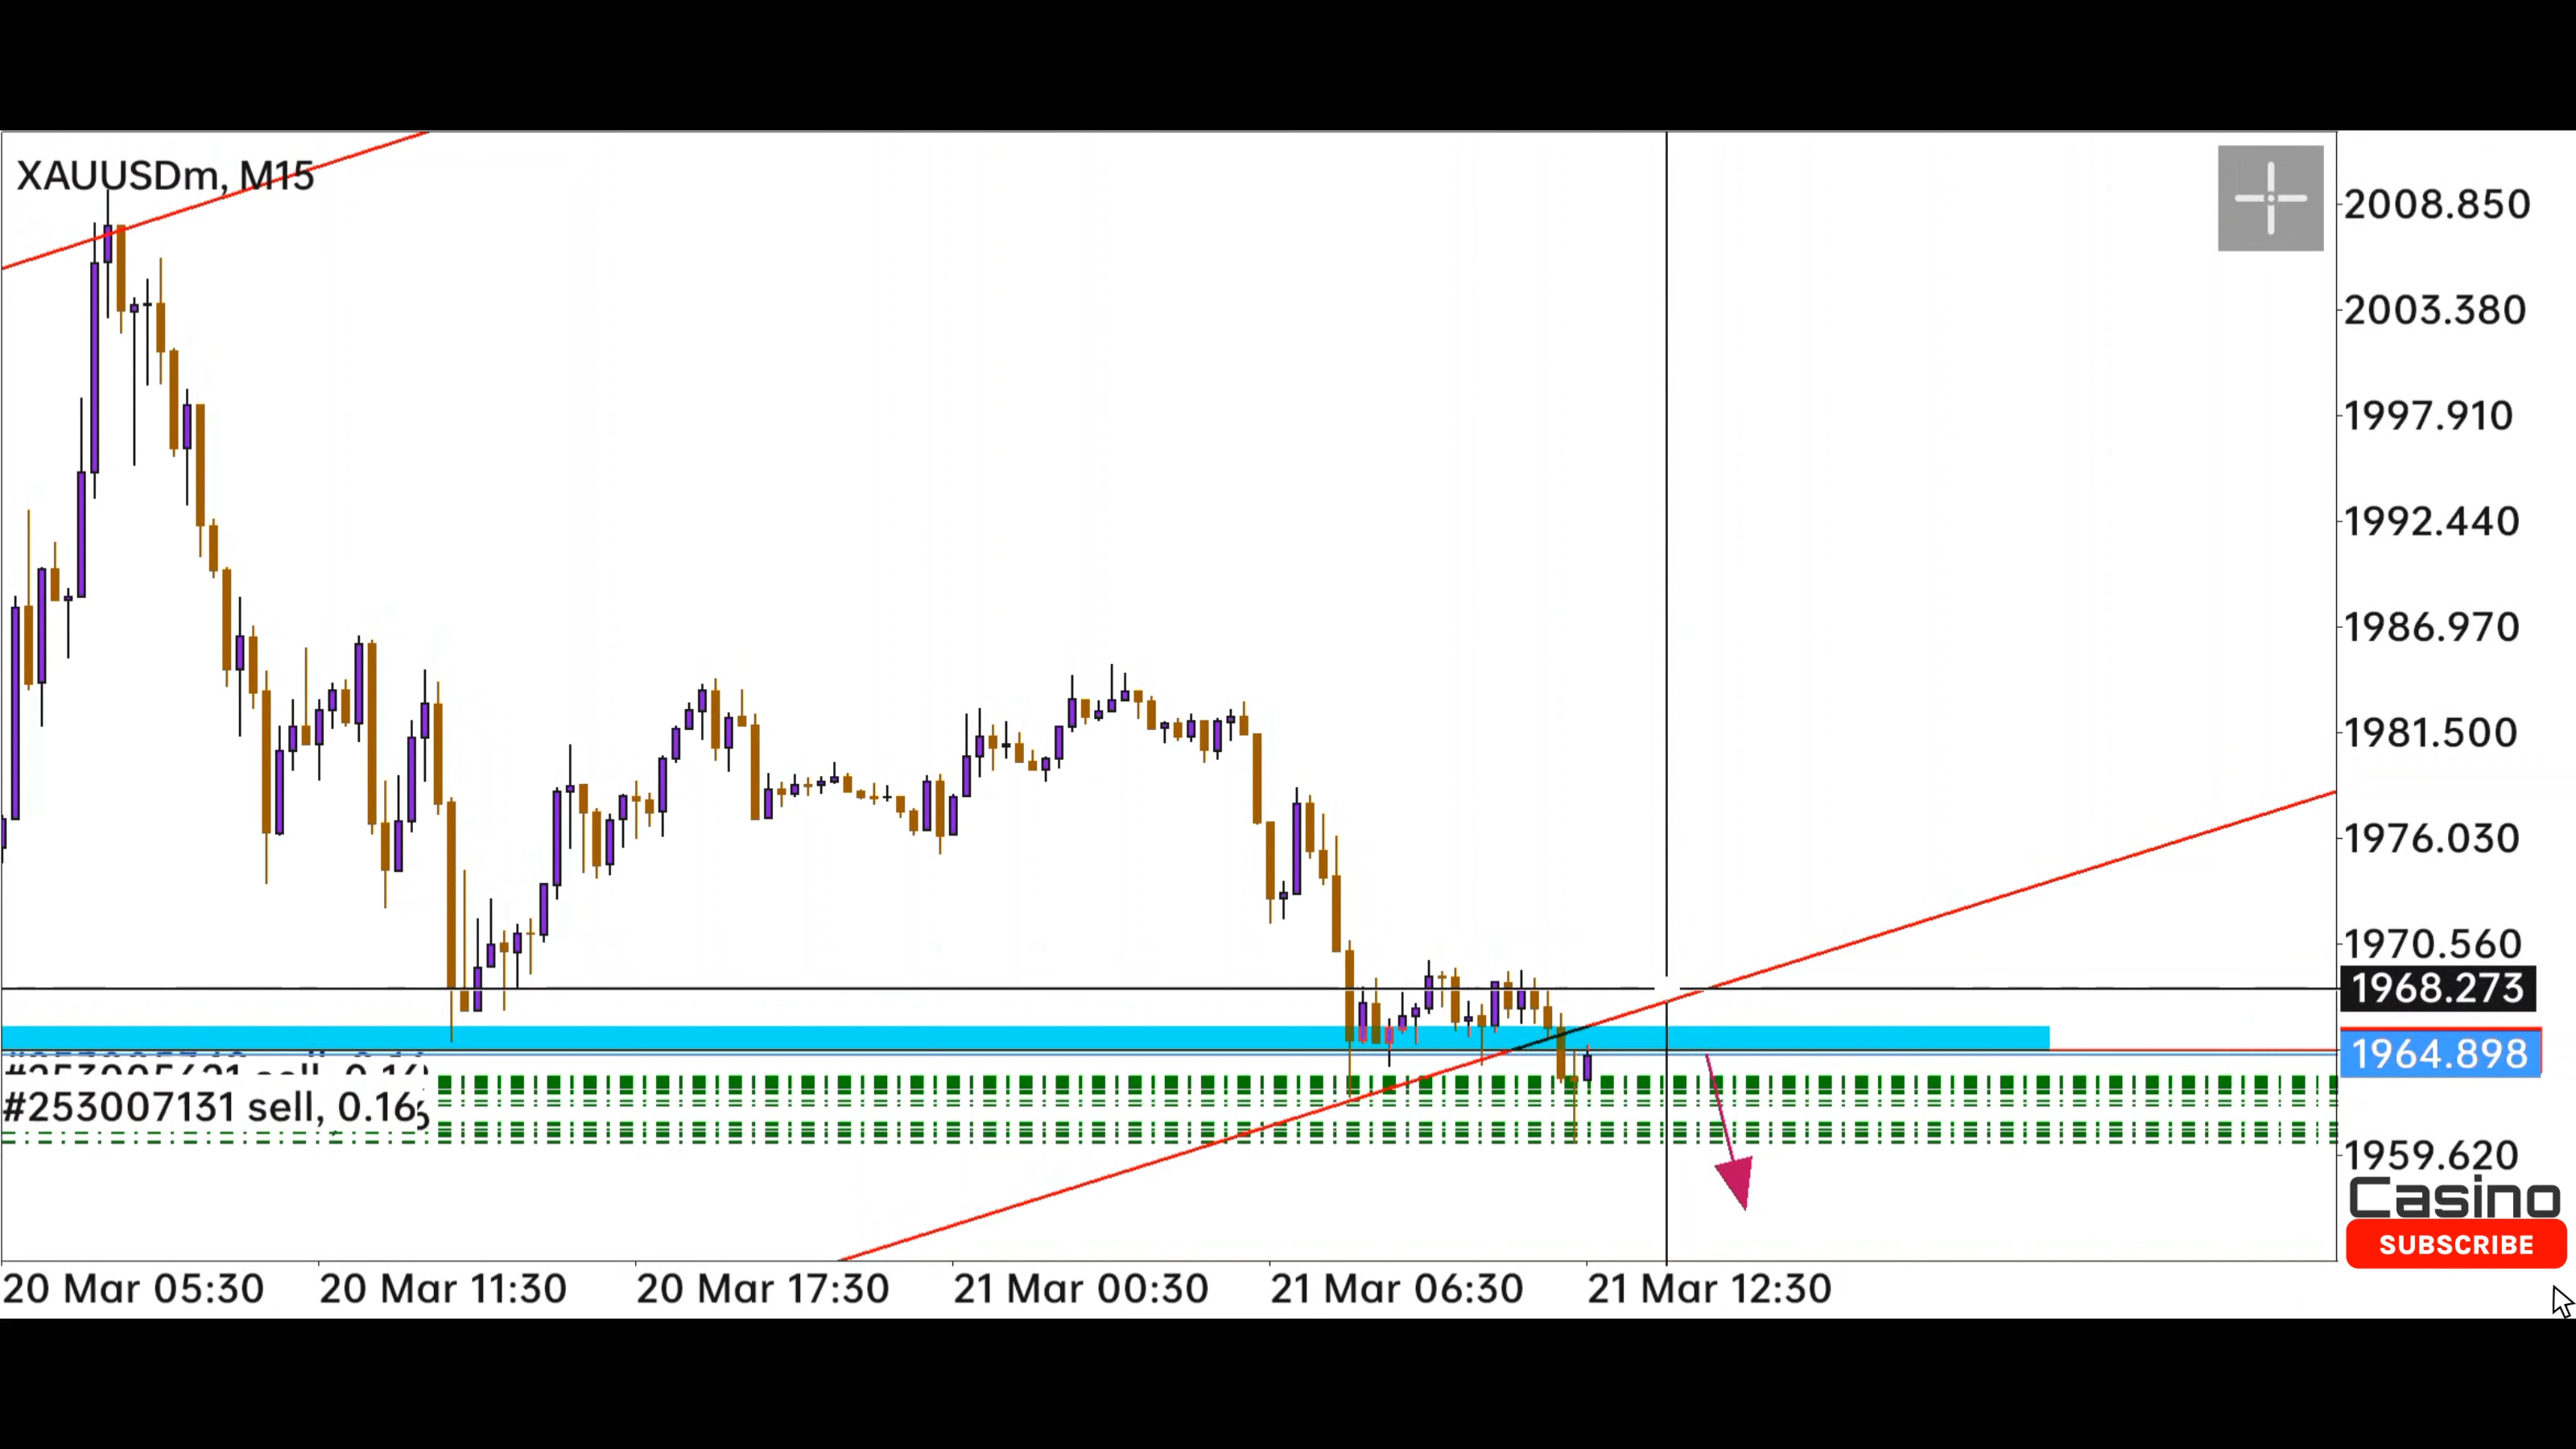 XAUUSDm, M15
2008.850
2003.380
1997.910
1992.440
1986.970
1981.500
1976.030
1970.560
1968.273
1964.898
#253007131 sell, 0.16
1959.620
Casino
SUBSCRIBE
20 Mar 05:30 20 Mar 11:30 20 Mar 17:30 21 Mar 00:30 21 Mar 06:30 21 Mar 12:30